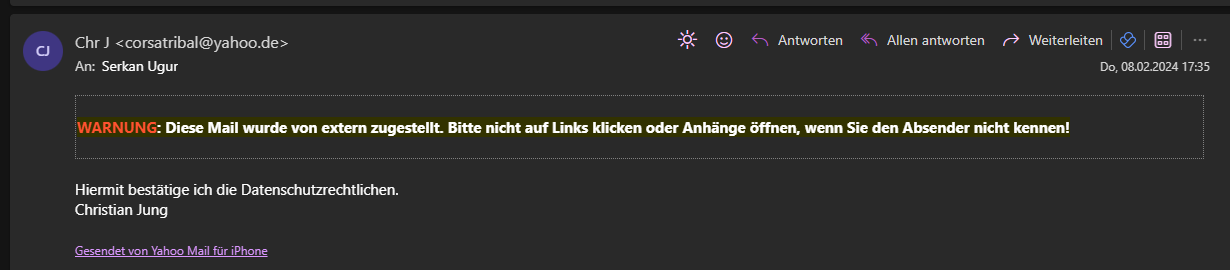 CJ
Chr J <corsatribal@yahoo.de>
Antworten
Allen antworten
Weiterleiten
An: Serkan Ugur
Do, 08.02.2024 17:35
WARNUNG: Diese Mail wurde von extern zugestellt. Bitte nicht auf Links klicken oder Anhänge öffnen, wenn Sie den Absender nicht kennen!
Hiermit bestätige ich die Datenschutzrechtlichen.
Christian Jung
Gesendet von Yahoo Mail für iPhone